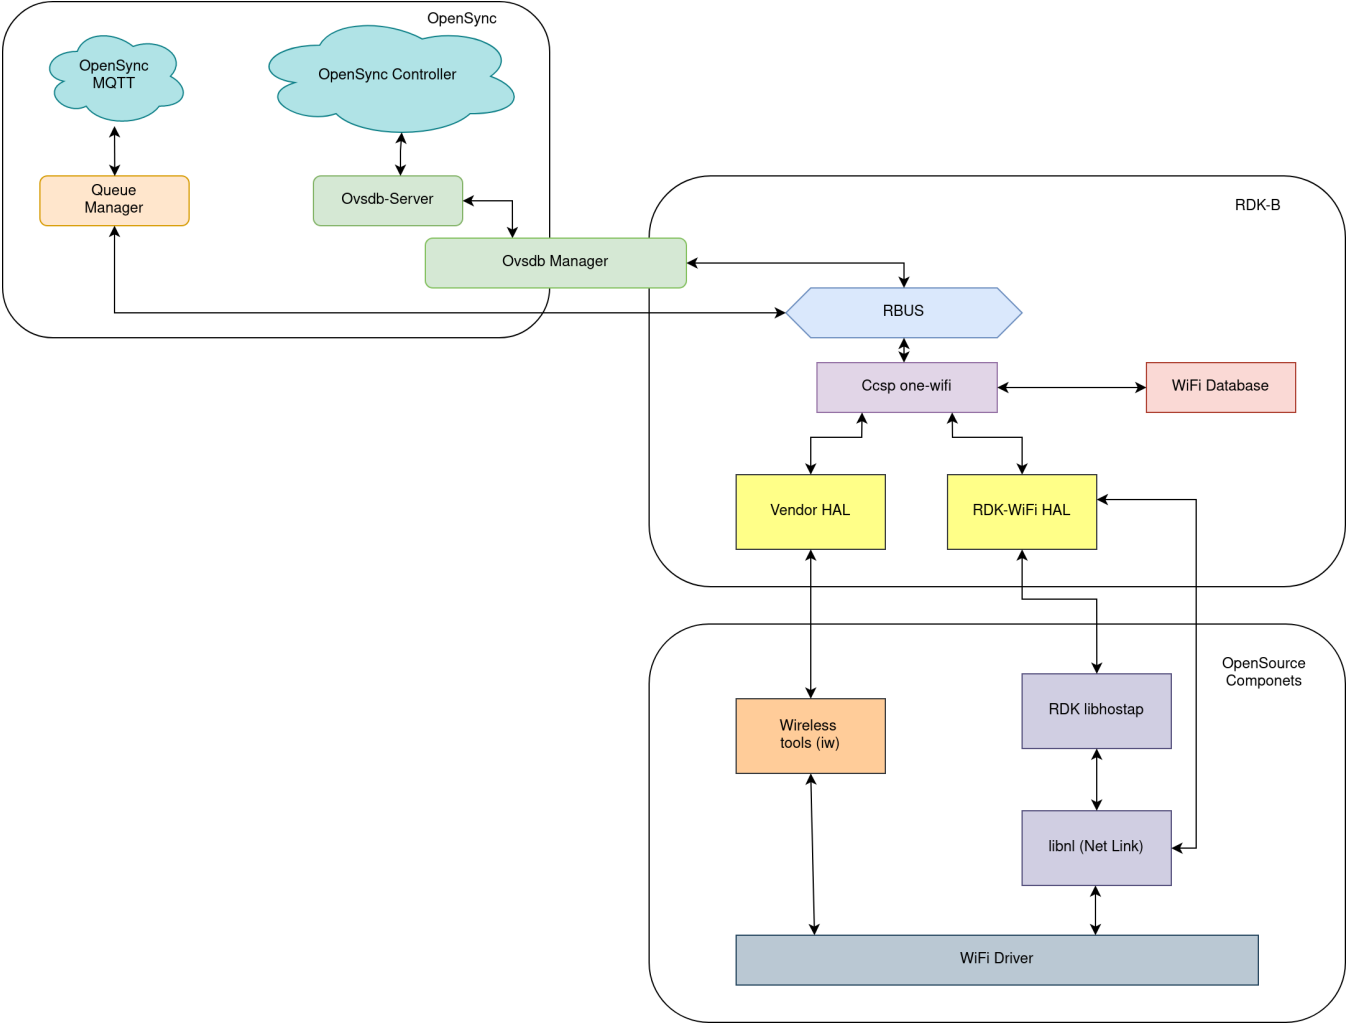 OpenSync
OpenSync
MQTT
OpenSync Controller
Queue
Manager
Ovsdb-Server
RDK-B
Ovsdb Manager
RBUS
Ccsp one-wifi
WiFi Database
Vendor HAL
RDK-WiFi HAL
OpenSource
Componets
RDK libhostap
Wireless
tools (iw)
libnl (Net Link)
WiFi Driver